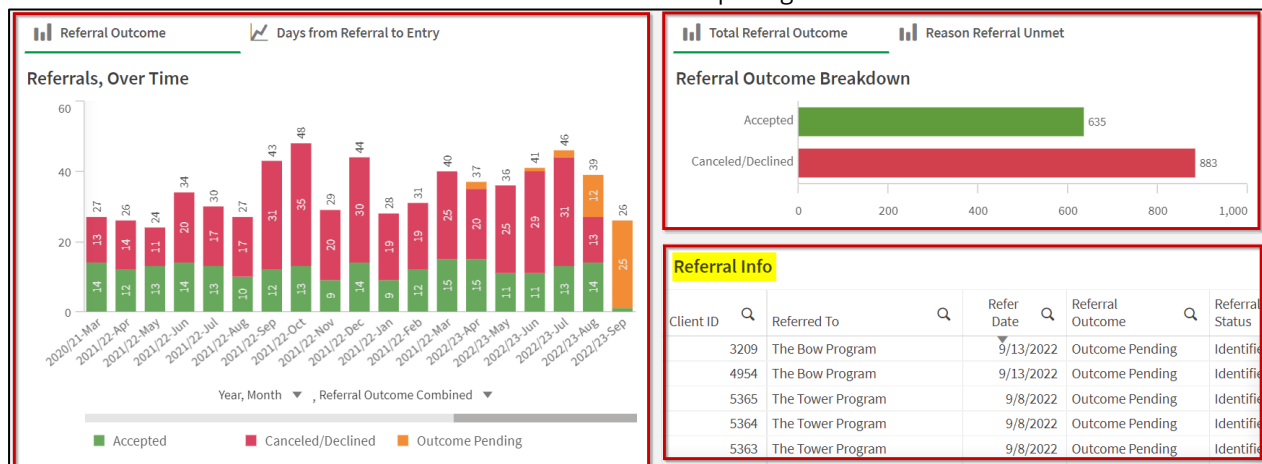 Referral Outcome
Days from Referral to Entry
Referrals, Over Time
60
40
20
0
27 26 24 34 30 27 43 48 29 44 28 31 40 37 36 41 46 39 26
13 14 11 20 17 17 31 35 20 30 19 19 25 20 25 29 31 12 13 25
14 12 13 14 13 10 12 13 9 14 9 12 15 15 11 11 13 14
2020/21-Mar 2021/22-Apr 2021/22-May 2021/22-Jun 2021/22-Jul 2021/22-Aug 2021/22-Sep 2021/22-Oct 2021/22-Nov 2021/22-Dec 2021/22-Jan 2021/22-Feb 2021/22-Mar 2022/23-Apr 2022/23-May 2022/23-Jun 2022/23-Jul 2022/23-Aug 2022/23-Sep
Year, Month , Referral Outcome Combined
Accepted Canceled/Declined Outcome Pending
Total Referral Outcome
Reason Referral Unmet
Referral Outcome Breakdown
Accepted 635
Canceled/Declined 883
0 200 400 600 800 1,000
Referral Info
Client ID Referred To Refer Date Referral Outcome Referral Status
3209 The Bow Program 9/13/2022 Outcome Pending Identifie
4954 The Bow Program 9/13/2022 Outcome Pending Identifie
5365 The Tower Program 9/8/2022 Outcome Pending Identifie
5364 The Tower Program 9/8/2022 Outcome Pending Identifie
5363 The Tower Program 9/8/2022 Outcome Pending Identifie